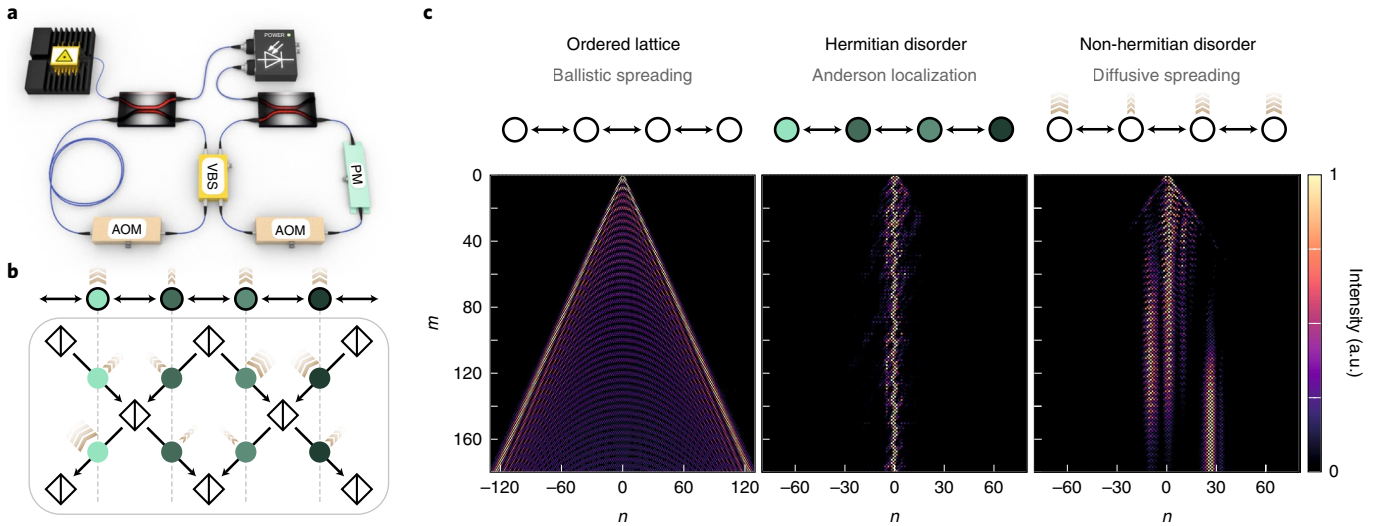 a
POWER
VBS
PM
AOM
AOM
b
c
Ordered lattice
Hermitian disorder
Non-hermitian disorder
Ballistic spreading
Anderson localization
Diffusive spreading
0
40
80
120
160
m
–120
–60
0
60
120
n
–60
–30
0
30
60
n
–60
–30
0
30
60
n
1
0
Intensity (a.u.)